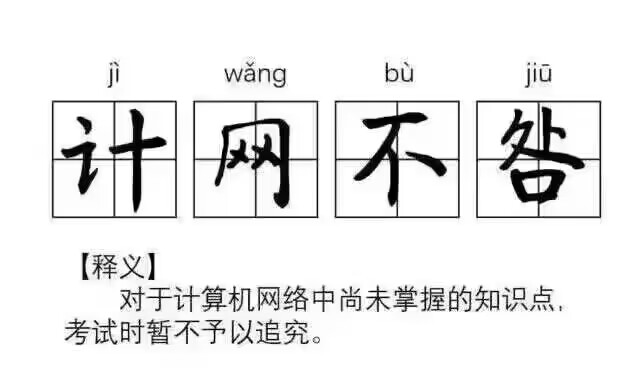 jì wǎng bù jiū
计网不咎
【释义】
对于计算机网络中尚未掌握的知识点,
考试时暂不予以追究。